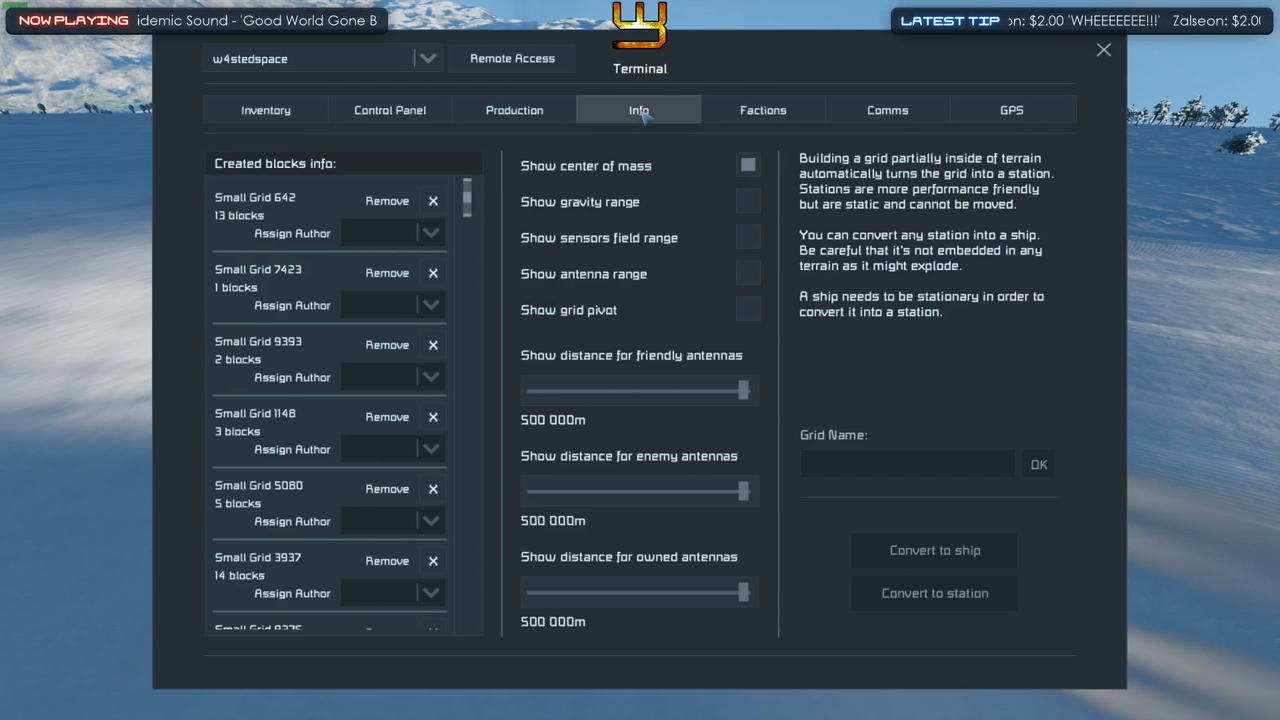 NOW PLAYING idemic Sound - 'Good World Gone B
LATEST TIP on: $2.00 'WHEEEEEEE!!!' Zalseon: $2.00
w4stedspace
Remote Access
Terminal
Inventory
Control Panel
Production
Info
Factions
Comms
GPS
Created blocks info:
Small Grid 642
13 blocks
Remove
Assign Author
Small Grid 7423
1 blocks
Remove
Assign Author
Small Grid 9393
2 blocks
Remove
Assign Author
Small Grid 1148
3 blocks
Remove
Assign Author
Small Grid 5080
5 blocks
Remove
Assign Author
Small Grid 3937
14 blocks
Remove
Assign Author
Show center of mass
Show gravity range
Show sensors field range
Show antenna range
Show grid pivot
Show distance for friendly antennas
500 000m
Show distance for enemy antennas
500 000m
Show distance for owned antennas
500 000m
Building a grid partially inside of terrain
automatically turns the grid into a station.
Stations are more performance friendly
but are static and cannot be moved.
You can convert any station into a ship.
Be careful that it's not embedded in any
terrain as it might explode.
A ship needs to be stationary in order to
convert it into a station.
Grid Name:
OK
Convert to ship
Convert to station